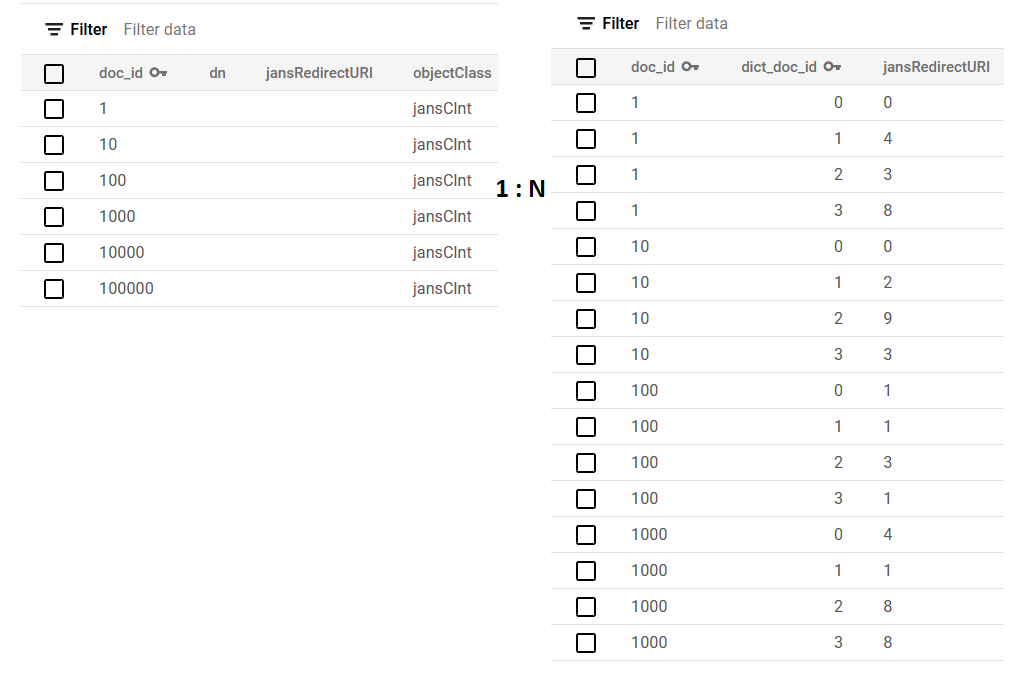 Filter Filter data
doc_id dn jansRedirectURI objectClass
1 jansClnt
10 jansClnt
100 jansClnt
1000 jansClnt
10000 jansClnt
100000 jansClnt
1 : N
Filter Filter data
doc_id dict_doc_id jansRedirectURI
1 0 0
1 1 4
1 2 3
1 3 8
10 0 0
10 1 2
10 2 9
10 3 3
100 0 1
100 1 1
100 2 3
100 3 1
1000 0 4
1000 1 1
1000 2 8
1000 3 8